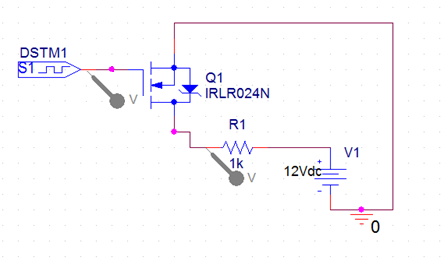 DSTM1
S1
V
Q1
IRLR024N
R1
1k
V
V1
12Vdc
+
-
0